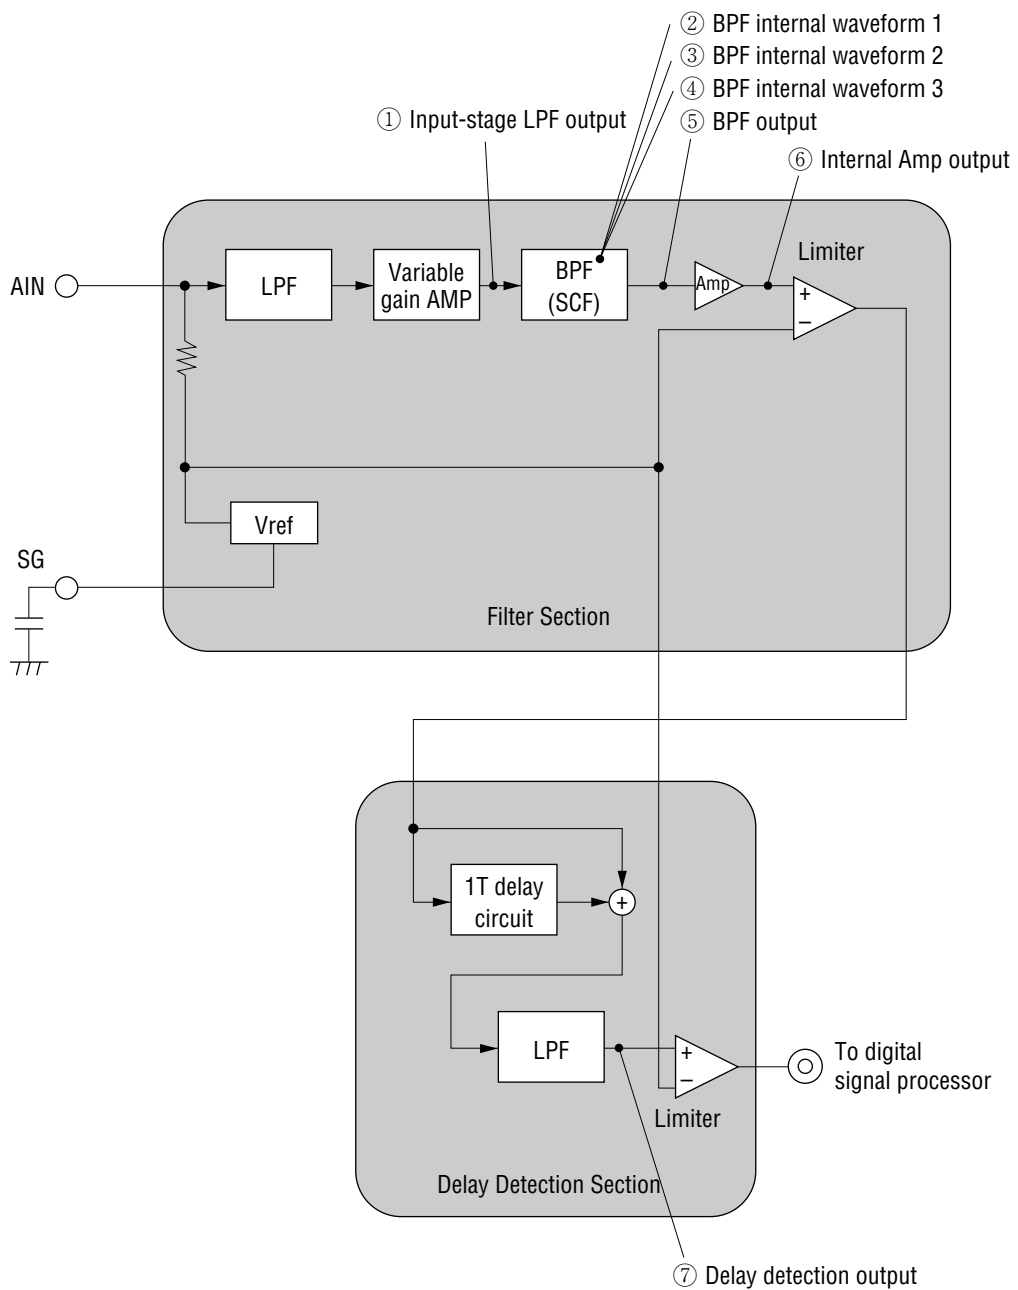 ② BPF internal waveform 1
③ BPF internal waveform 2
④ BPF internal waveform 3
① Input-stage LPF output
⑤ BPF output
⑥ Internal Amp output
Limiter
AIN
LPF
Variable
gain AMP
BPF
(SCF)
Amp
+
−
Vref
SG
Filter Section
1T delay
circuit
+
LPF
+
−
To digital
signal processor
Limiter
Delay Detection Section
⑦ Delay detection output